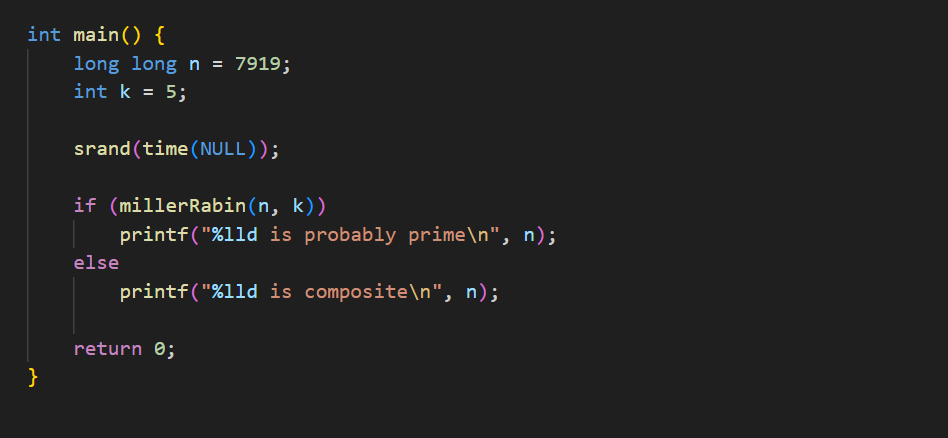 int main() {
    long long n = 7919;
    int k = 5;

    srand(time(NULL));

    if (millerRabin(n, k))
        printf("%lld is probably prime\n", n);
    else
        printf("%lld is composite\n", n);

    return 0;
}